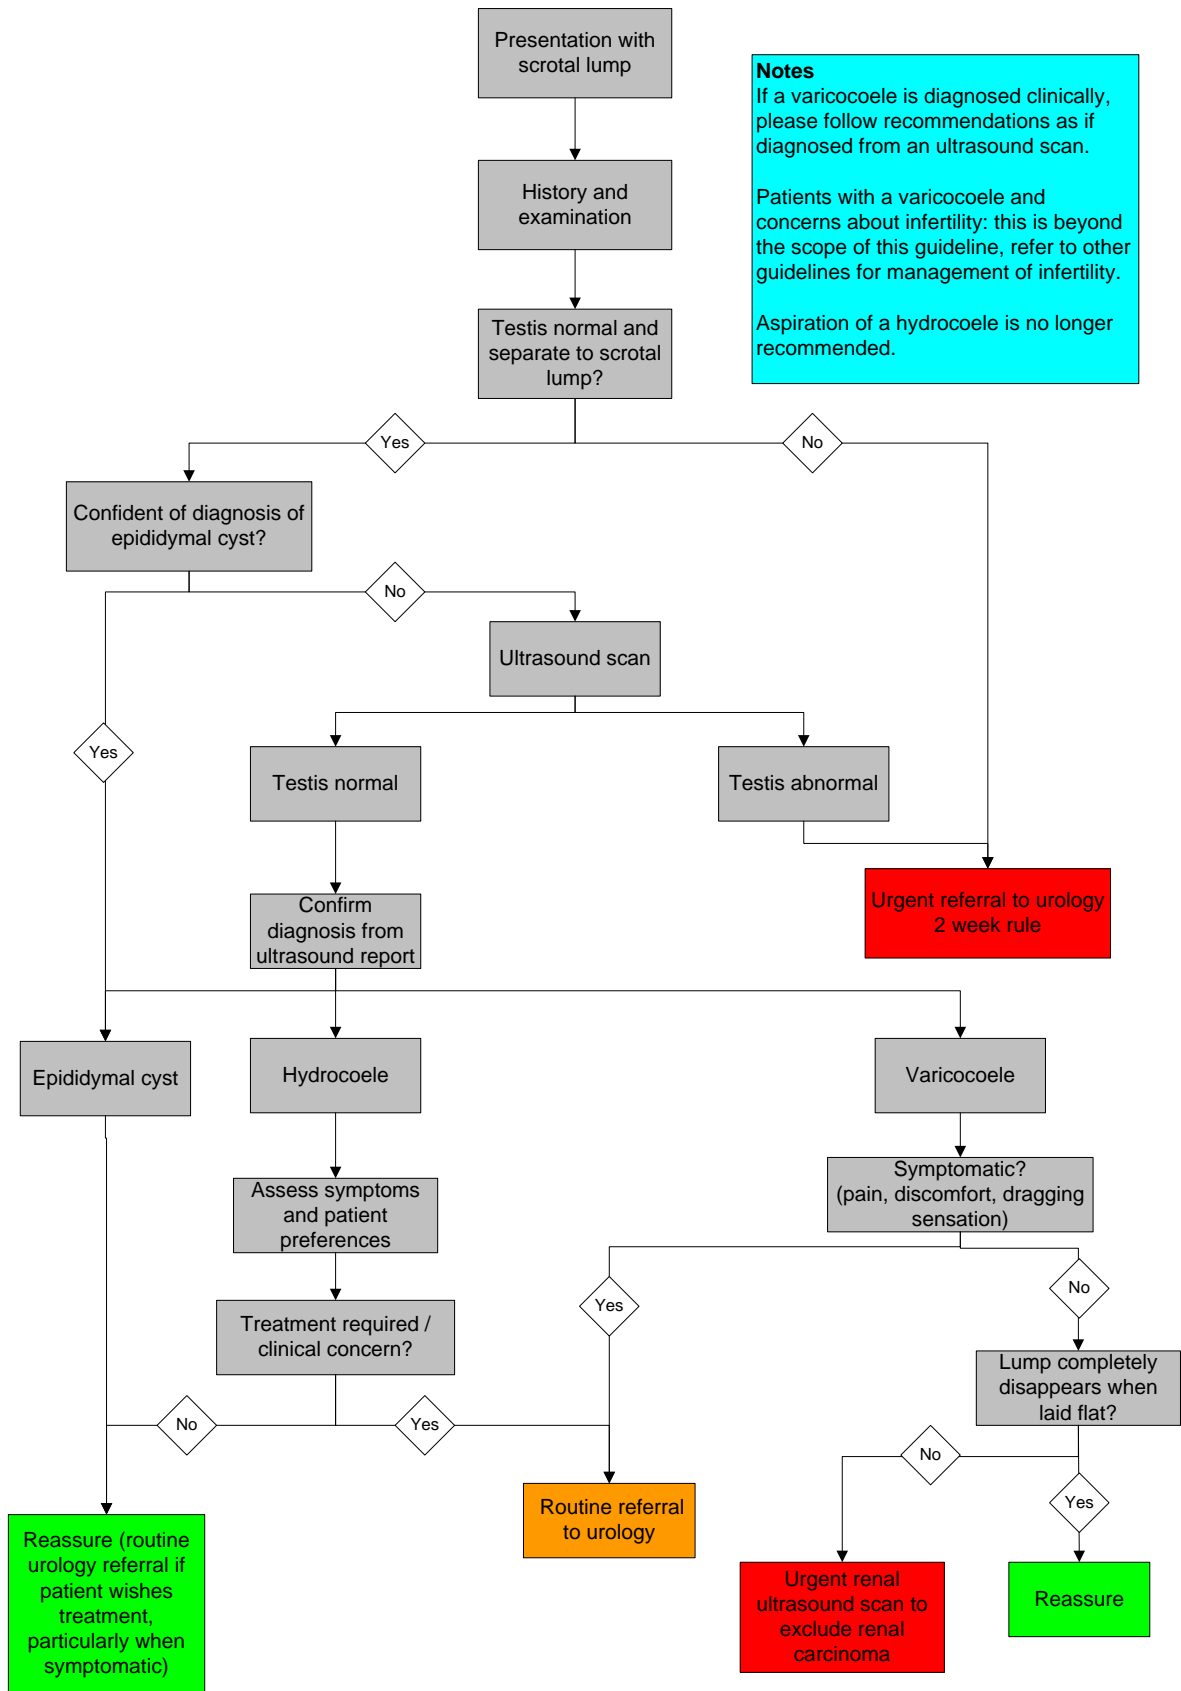 Presentation with
scrotal lump
Notes
If a varicocoele is diagnosed clinically,
please follow recommendations as if
diagnosed from an ultrasound scan.
Patients with a varicocoele and
concerns about infertility: this is beyond
the scope of this guideline, refer to other
guidelines for management of infertility.
Aspiration of a hydrocoele is no longer
recommended.
History and
examination
Testis normal and
separate to scrotal
lump?
Yes
No
Confident of diagnosis of
epididymal cyst?
No
Ultrasound scan
Yes
Testis normal
Testis abnormal
Confirm
diagnosis from
ultrasound report
Urgent referral to urology
2 week rule
Epididymal cyst
Hydrocoele
Varicocoele
Assess symptoms
and patient
preferences
Symptomatic?
(pain, discomfort, dragging
sensation)
Yes
No
Treatment required /
clinical concern?
Lump completely
disappears when
laid flat?
No
Yes
No
Yes
Routine referral
to urology
Reassure (routine
urology referral if
patient wishes
treatment,
particularly when
symptomatic)
Urgent renal
ultrasound scan to
exclude renal
carcinoma
Reassure